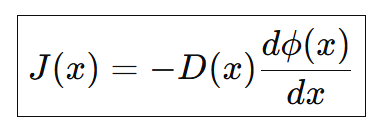 J(x) = −D(x) dϕ(x)/dx